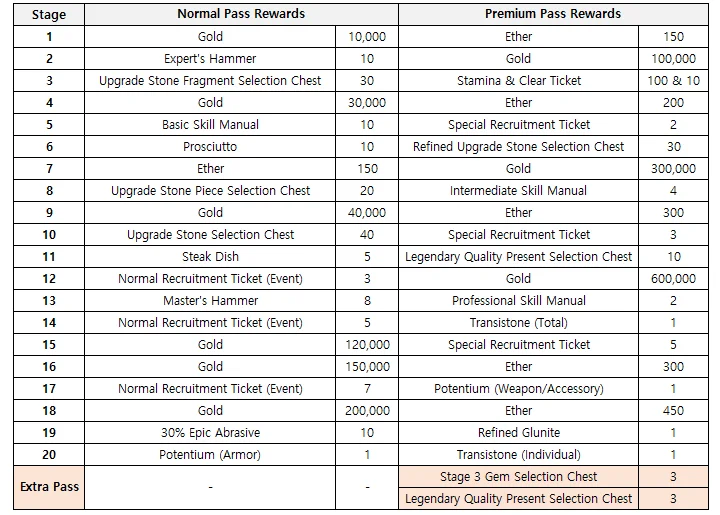 Stage Normal Pass Rewards Premium Pass Rewards
1 Gold 10,000 Ether 150
2 Expert's Hammer 10 Gold 100,000
3 Upgrade Stone Fragment Selection Chest 30 Stamina & Clear Ticket 100 & 10
4 Gold 30,000 Ether 200
5 Basic Skill Manual 10 Special Recruitment Ticket 2
6 Prosciutto 10 Refined Upgrade Stone Selection Chest 30
7 Ether 150 Gold 300,000
8 Upgrade Stone Piece Selection Chest 20 Intermediate Skill Manual 4
9 Gold 40,000 Ether 300
10 Upgrade Stone Selection Chest 40 Special Recruitment Ticket 3
11 Steak Dish 5 Legendary Quality Present Selection Chest 10
12 Normal Recruitment Ticket (Event) 3 Gold 600,000
13 Master's Hammer 8 Professional Skill Manual 2
14 Normal Recruitment Ticket (Event) 5 Transistone (Total) 1
15 Gold 120,000 Special Recruitment Ticket 5
16 Gold 150,000 Ether 300
17 Normal Recruitment Ticket (Event) 7 Potentium (Weapon/Accessory) 1
18 Gold 200,000 Ether 450
19 30% Epic Abrasive 10 Refined Glunite 1
20 Potentium (Armor) 1 Transistone (Individual) 1
Extra Pass - - Stage 3 Gem Selection Chest 3
Legendary Quality Present Selection Chest 3